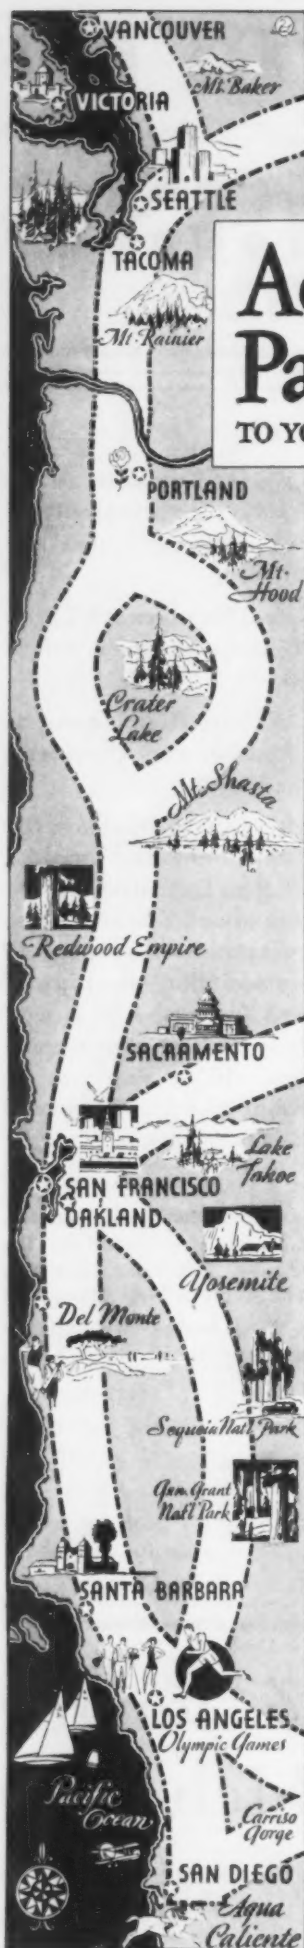 VANCOUVER
Mt. Baker
VICTORIA
SEATTLE
TACOMA
Mt. Rainier
TO YO
PORTLAND
Mt.
Hood
Crater
Lake
Mt. Shasta
Redwood Empire
SACRAMENTO
Lake
Tahoe
SAN FRANCISCO
OAKLAND
Yosemite
Del Monte
Sequoia Nat'l Park
Gen. Grant
Nat'l Park
SANTA BARBARA
LOS ANGELES
Olympic Games
Pacific
Ocean
Carriso
Gorge
SAN DIEGO
Agua
Caliente